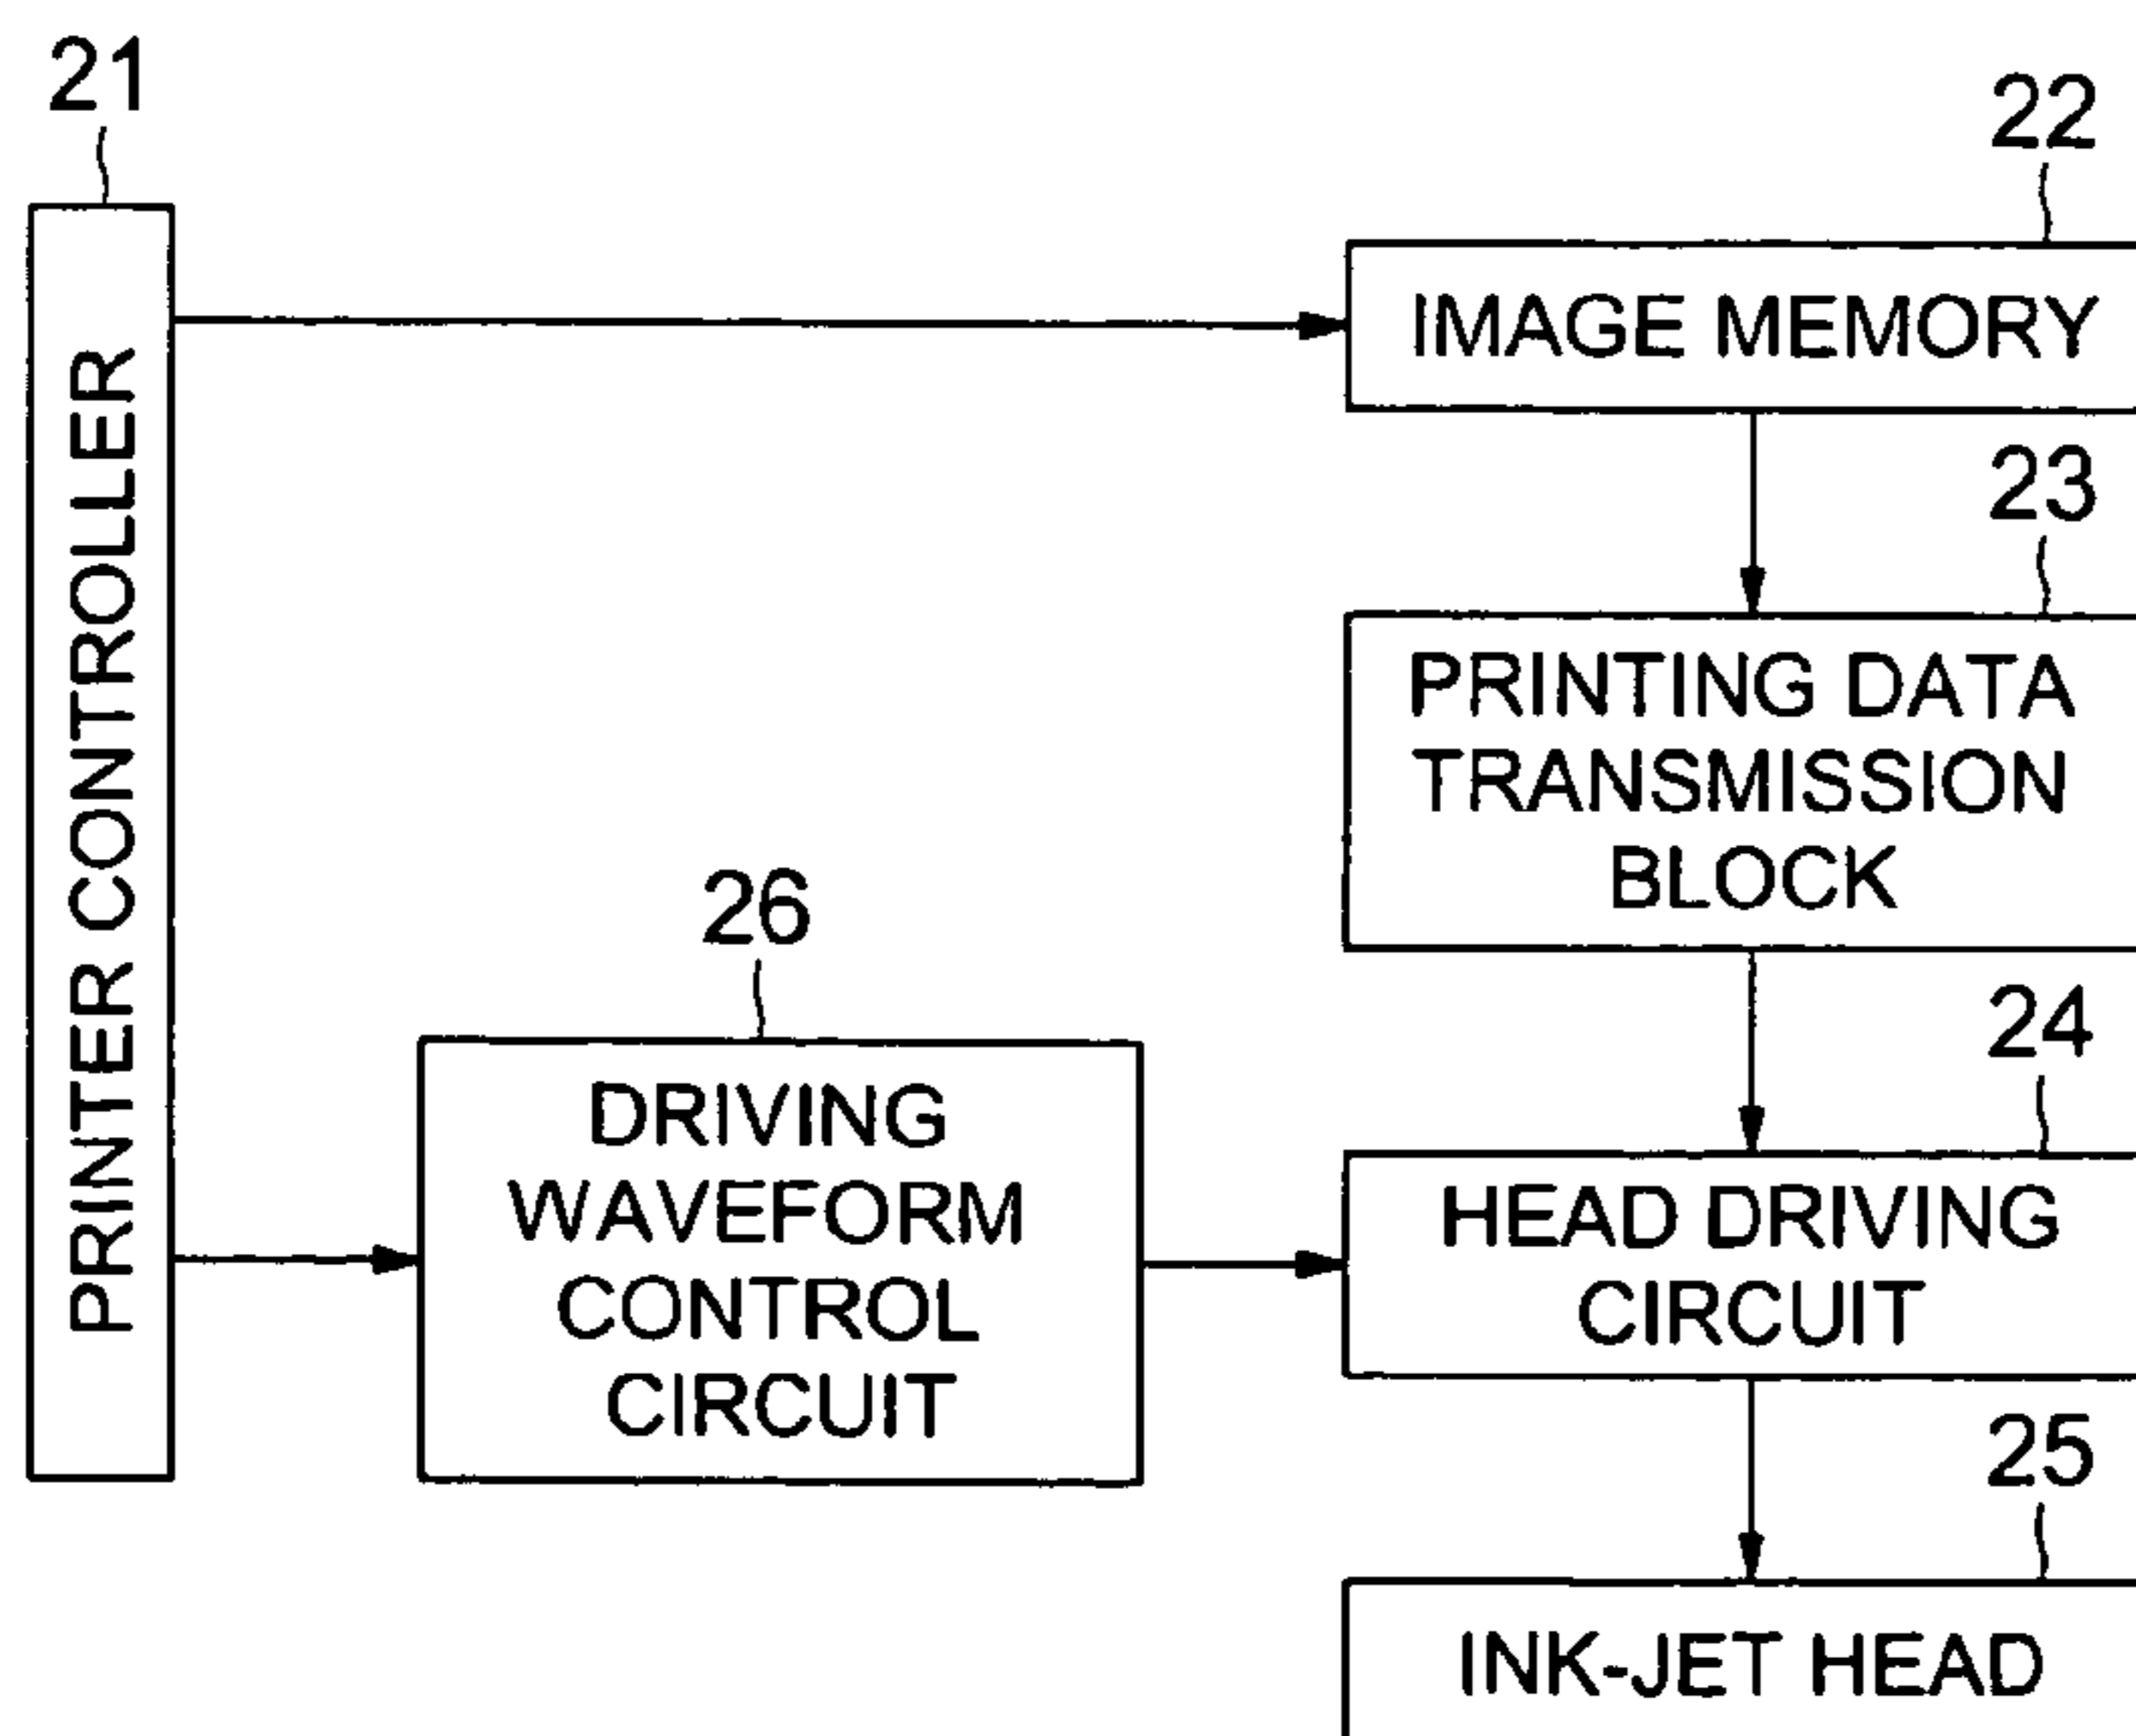 21
PRINTER CONTROLLER
22
IMAGE MEMORY
23
PRINTING DATA
TRANSMISSION
BLOCK
26
DRIVING
WAVEFORM
CONTROL
CIRCUIT
24
HEAD DRIVING
CIRCUIT
25
INK-JET HEAD